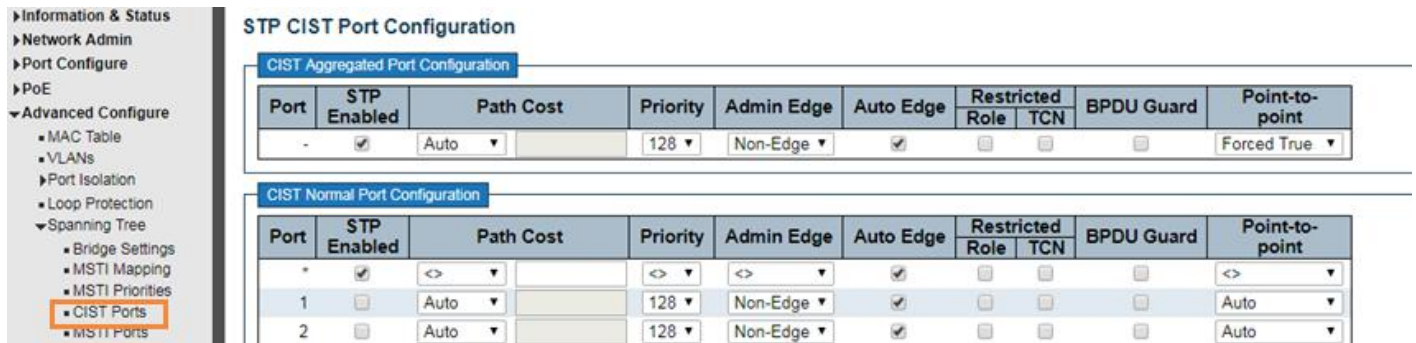 Information & Status
Network Admin
Port Configure
PoE
Advanced Configure
MAC Table
VLANs
Port Isolation
Loop Protection
Spanning Tree
Bridge Settings
MSTI Mapping
MSTI Priorities
CIST Ports
MSTI Ports
STP CIST Port Configuration
CIST Aggregated Port Configuration
Port STP Enabled Path Cost Priority Admin Edge Auto Edge Restricted Role TCN BPDU Guard Point-to-point
- Auto 128 Non-Edge Forced True
CIST Normal Port Configuration
Port STP Enabled Path Cost Priority Admin Edge Auto Edge Restricted Role TCN BPDU Guard Point-to-point
* <> <> <> <>
1 Auto 128 Non-Edge Auto
2 Auto 128 Non-Edge Auto